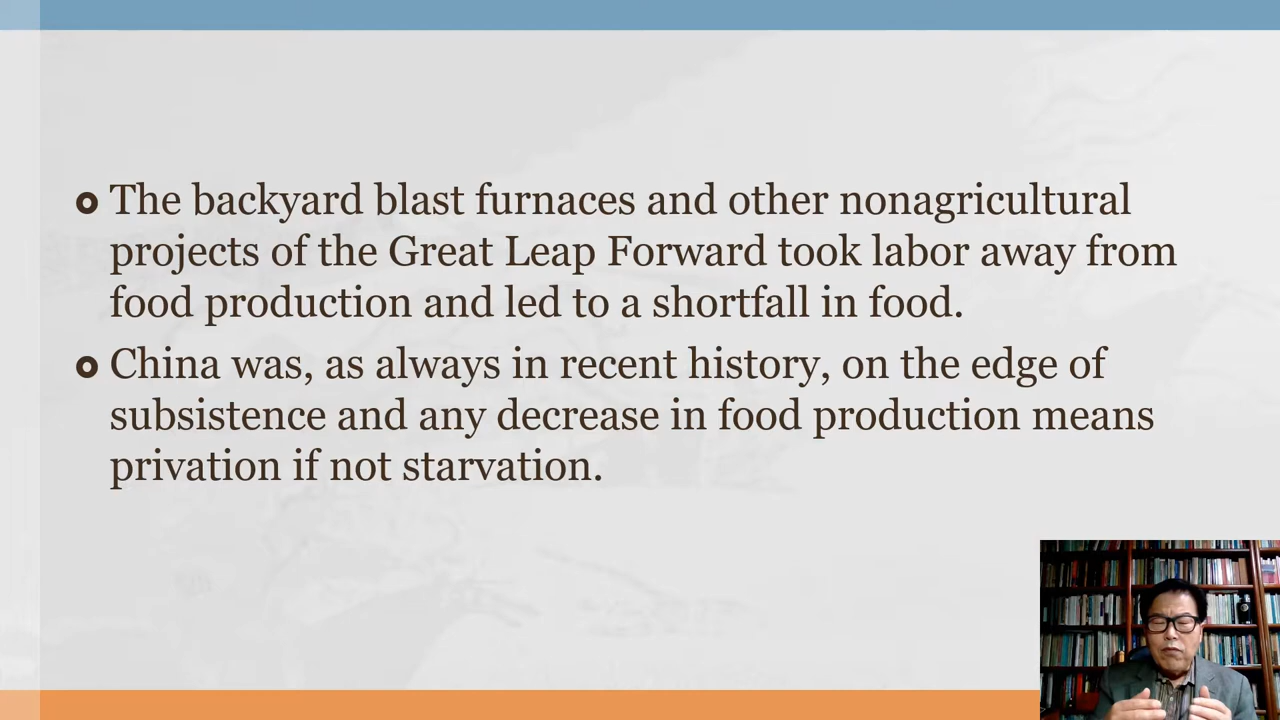 The backyard blast furnaces and other nonagricultural
projects of the Great Leap Forward took labor away from
food production and led to a shortfall in food.
China was, as always in recent history, on the edge of
subsistence and any decrease in food production means
privation if not starvation.